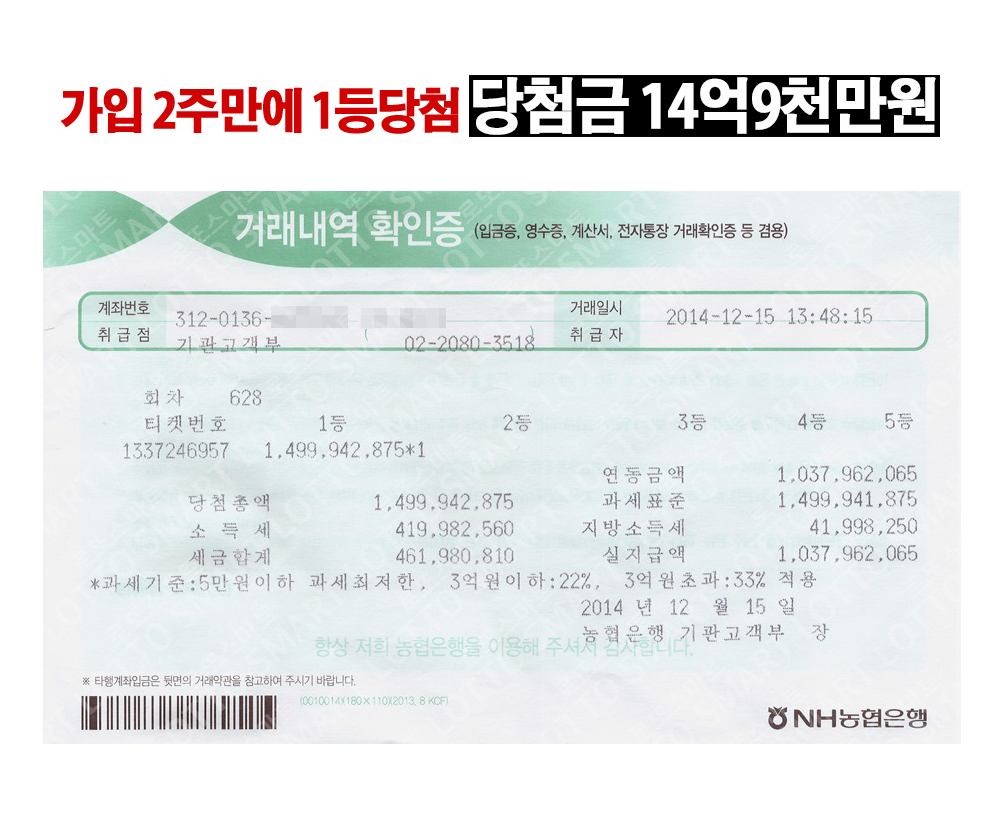 가입 2주만에 1등당첨 당첨금 14억9천만원
거래내역 확인증 (입금증, 영수증, 계산서, 전자통장 거래확인증 등 겸용)
계좌번호 312-0136- 거래일시 2014-12-15 13:48:15
취급점 기관고객부 ( ) 02-2080-3518 취급자
회차 628
티켓번호 1등 2등 3등 4등 5등
1337246957 1,499,942,875*1
연동금액 1,037,962,065
당첨총액 1,499,942,875 과세표준 1,499,941,875
소득세 419,982,560 지방소득세 41,998,250
세금합계 461,980,810 실지급액 1,037,962,065
*과세기준:5만원이하 과세최저한, 3억원이하:22%, 3억원초과:33% 적용
2014 년 12 월 15 일
농협은행 기관고객부 장
항상 저희 농협은행을 이용해 주셔서 감사합니다.
※ 타행계좌입금은 뒷면의 거래약관을 참고하여 주시기 바랍니다.
(0010014)(180×110)(2013, 8 KCF)
NH농협은행